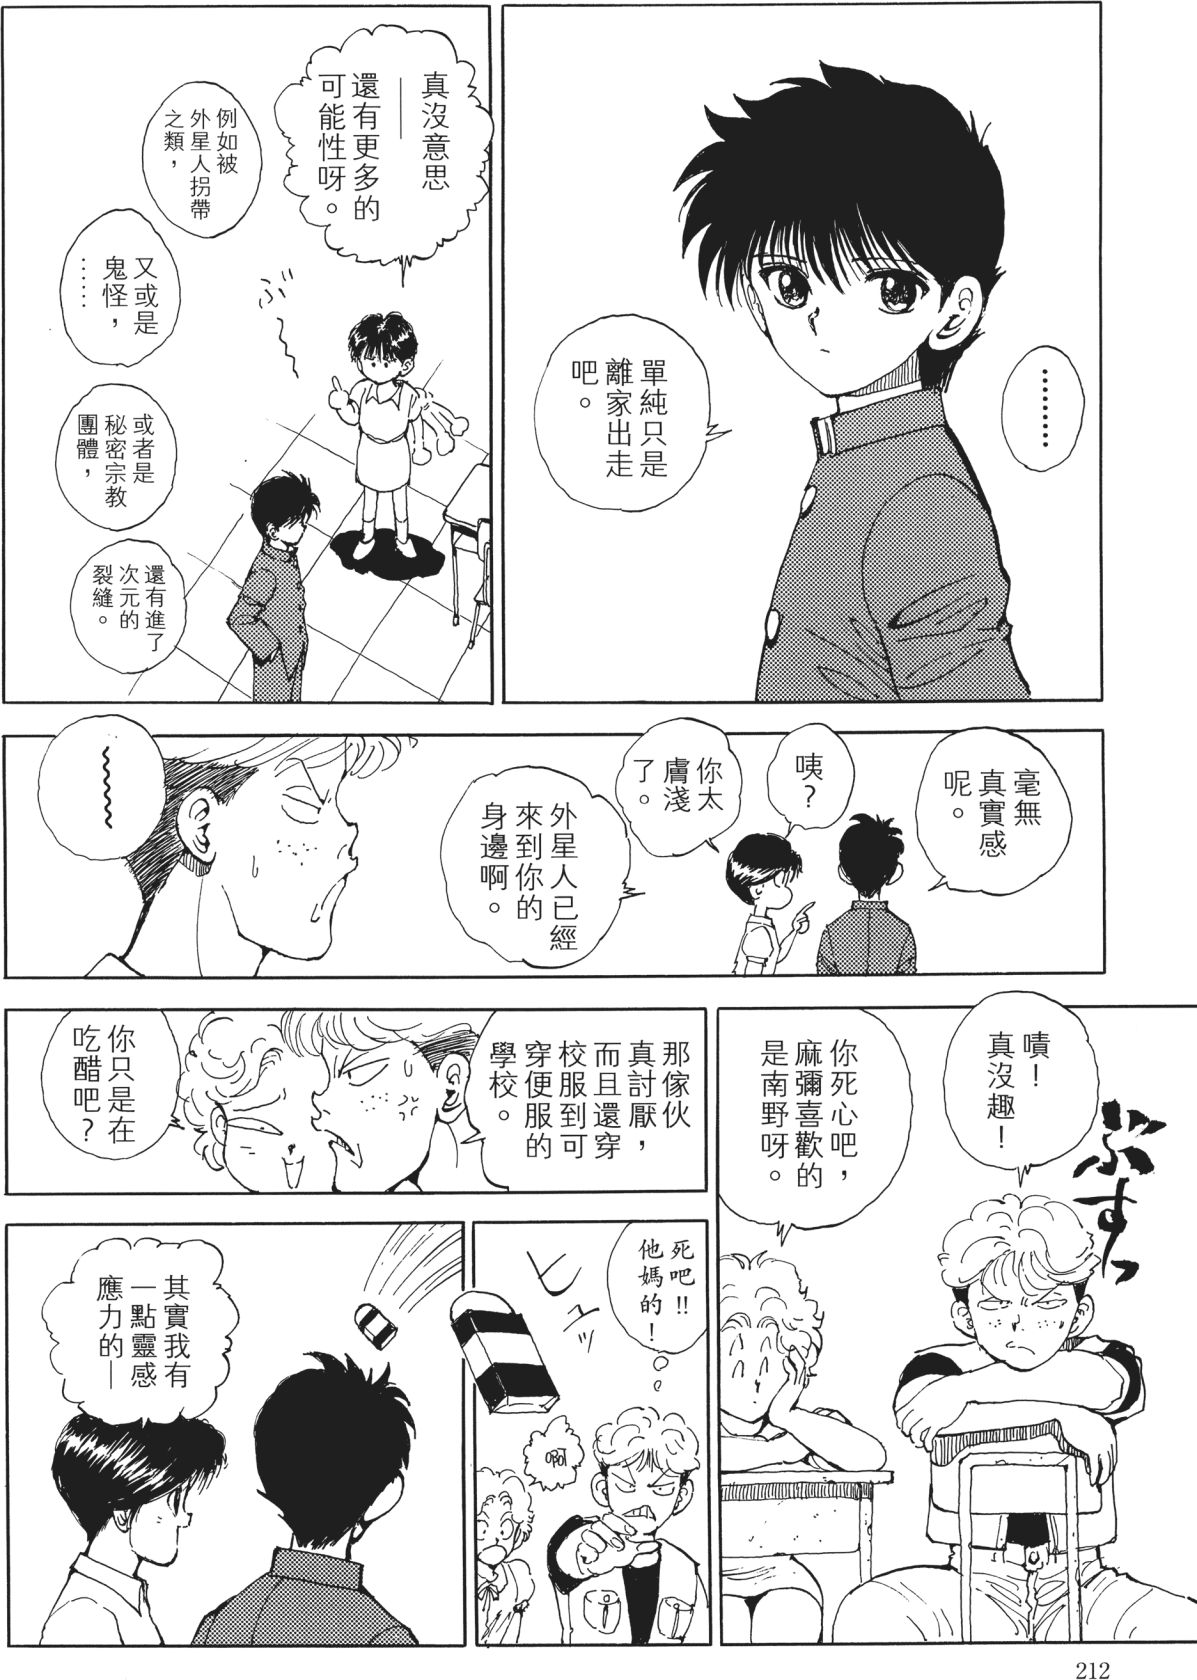 ………
單純只是
離家出走
吧。
真沒意思
——
還有更多的
可能性呀。
例如被
外星人拐帶
之類，
ぶ〜
又或是
鬼怪，
……
或者是
秘密宗教
團體，
還有進了
次元的
裂縫。
毫無
真實感
呢。
咦？
你太
膚淺
了。
外星人已經
來到你的
身邊啊。
嘖！
真沒趣！
ぶすーっ
你死心吧，
麻彌喜歡的
是南野呀。
那傢伙
真討厭，
而且還穿
校服到可
穿便服的
學校。
你只是在
吃醋吧？
死吧!!
他媽的！
ヒュッ
其實我有
一點靈感
應力的—
212